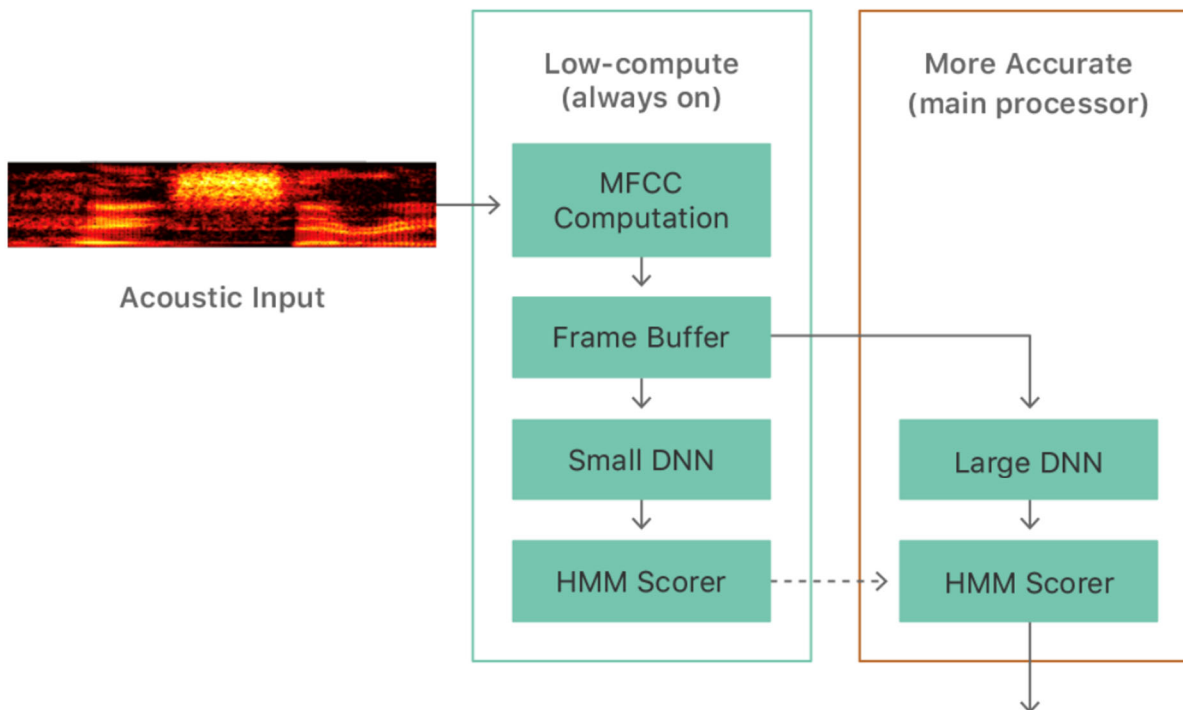 Low-compute
(always on)
More Accurate
(main processor)
MFCC
Computation
Acoustic Input
Frame Buffer
Small DNN
Large DNN
HMM Scorer
HMM Scorer